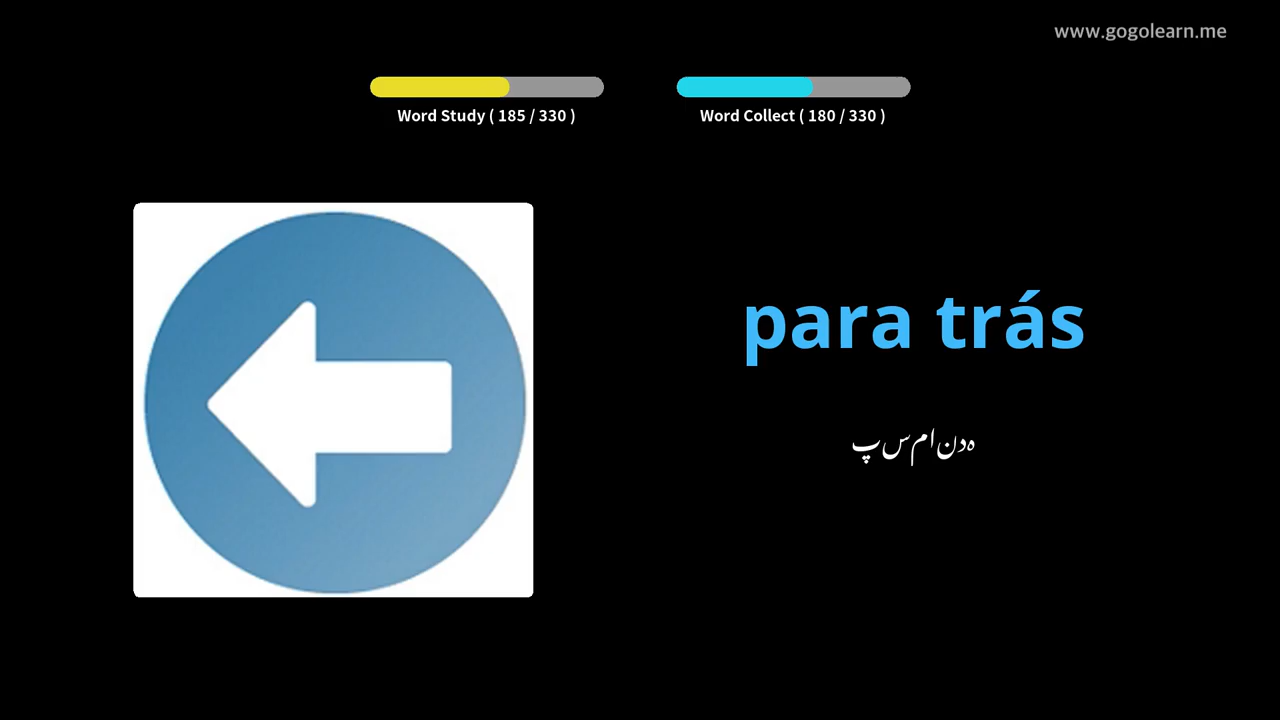 www.gogolearn.me
Word Study ( 185 / 330 )
Word Collect ( 180 / 330 )
para trás
پسماندہ